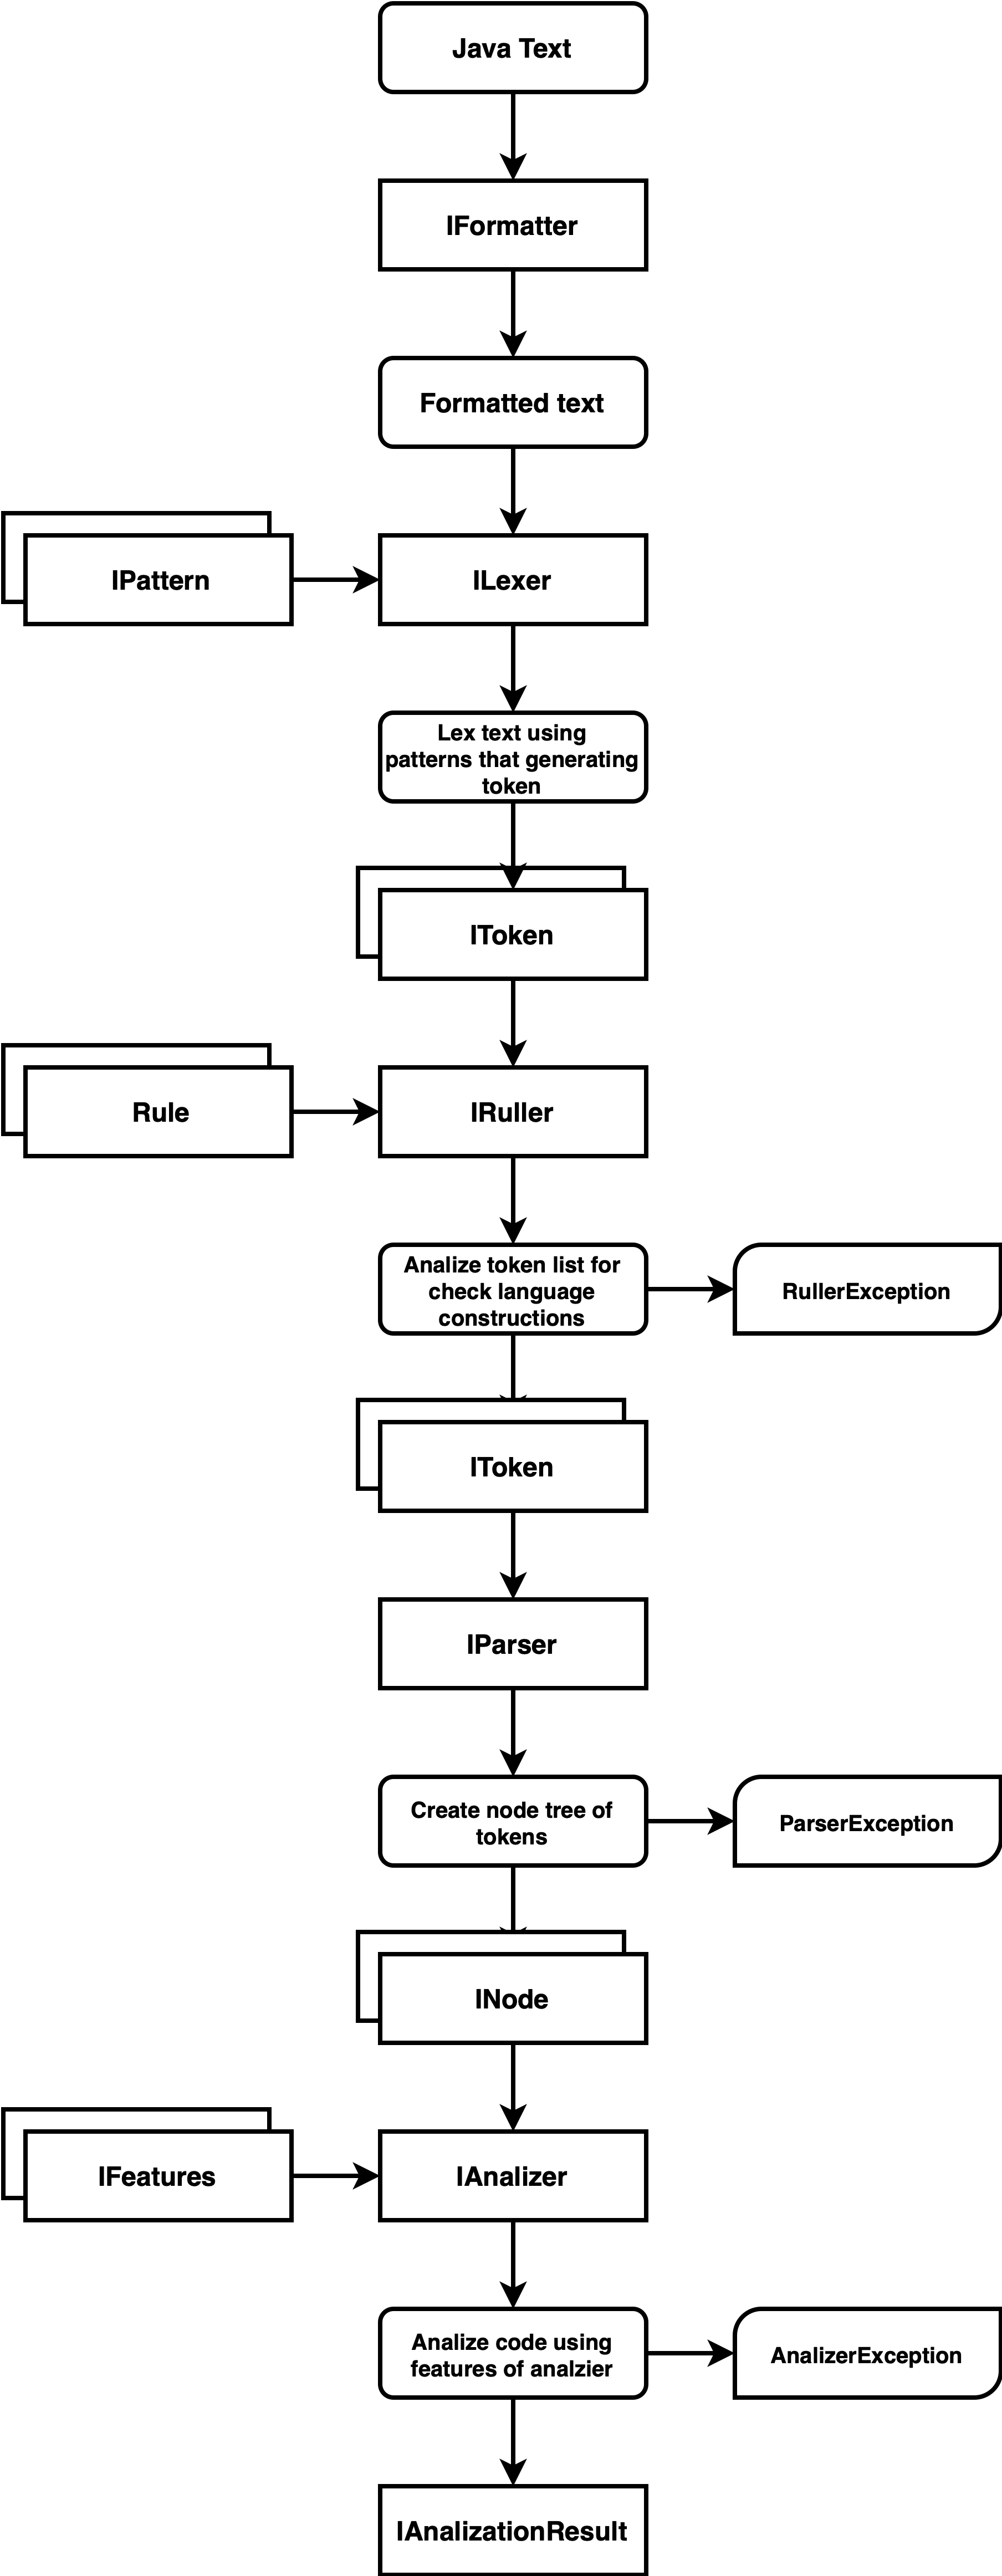 Java Text
IFormatter
Formatted text
IPattern
ILexer
Lex text using
patterns that generating
token
IToken
Rule
IRuller
Analize token list for
check language
constructions
RullerException
IToken
IParser
Create node tree of
tokens
ParserException
INode
IFeatures
IAnalizer
Analize code using
features of analzier
AnalizerException
IAnalizationResult